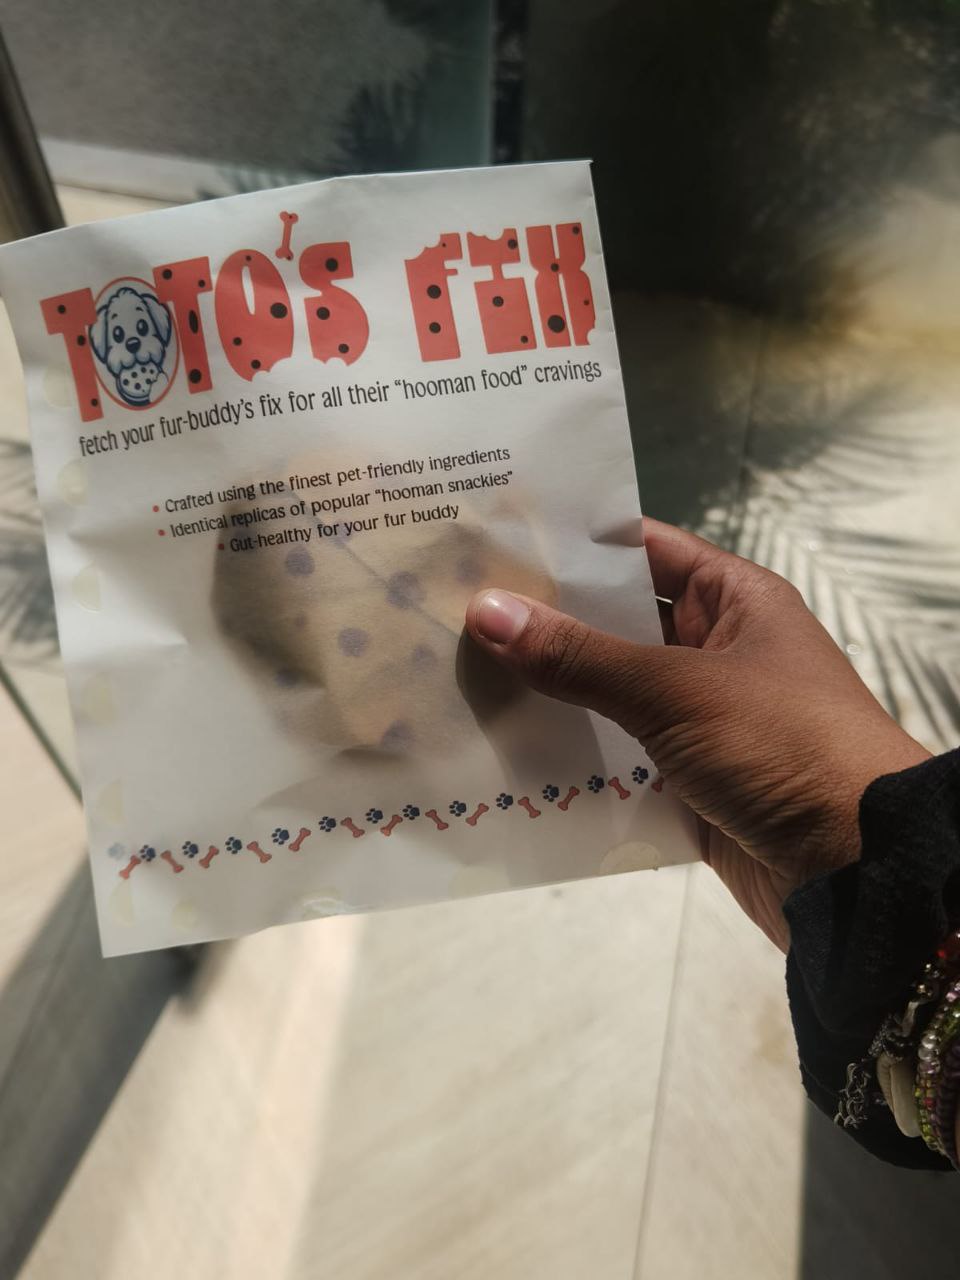 TOTO'S FIX
fetch your fur-buddy's fix for all their "hooman food" cravings
• Crafted using the finest pet-friendly ingredients
• Identical replicas of popular "hooman snackies"
• Gut-healthy for your fur buddy